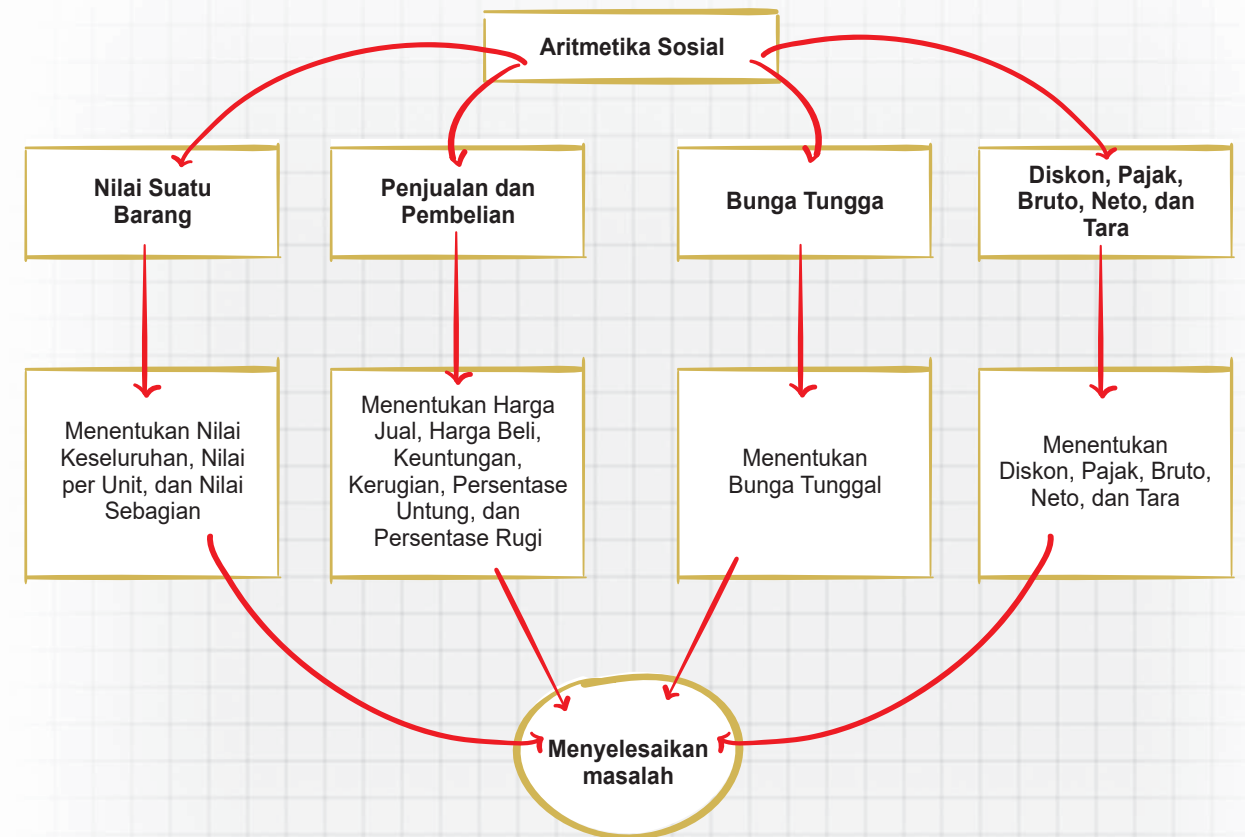 Aritmetika Sosial
Nilai Suatu
Barang
Penjualan dan
Pembelian
Bunga Tungga
Diskon, Pajak,
Bruto, Neto, dan
Tara
Menentukan Nilai
Keseluruhan, Nilai
per Unit, dan Nilai
Sebagian
Menentukan Harga
Jual, Harga Beli,
Keuntungan,
Kerugian, Persentase
Untung, dan
Persentase Rugi
Menentukan
Bunga Tunggal
Menentukan
Diskon, Pajak, Bruto,
Neto, dan Tara
Menyelesaikan
masalah